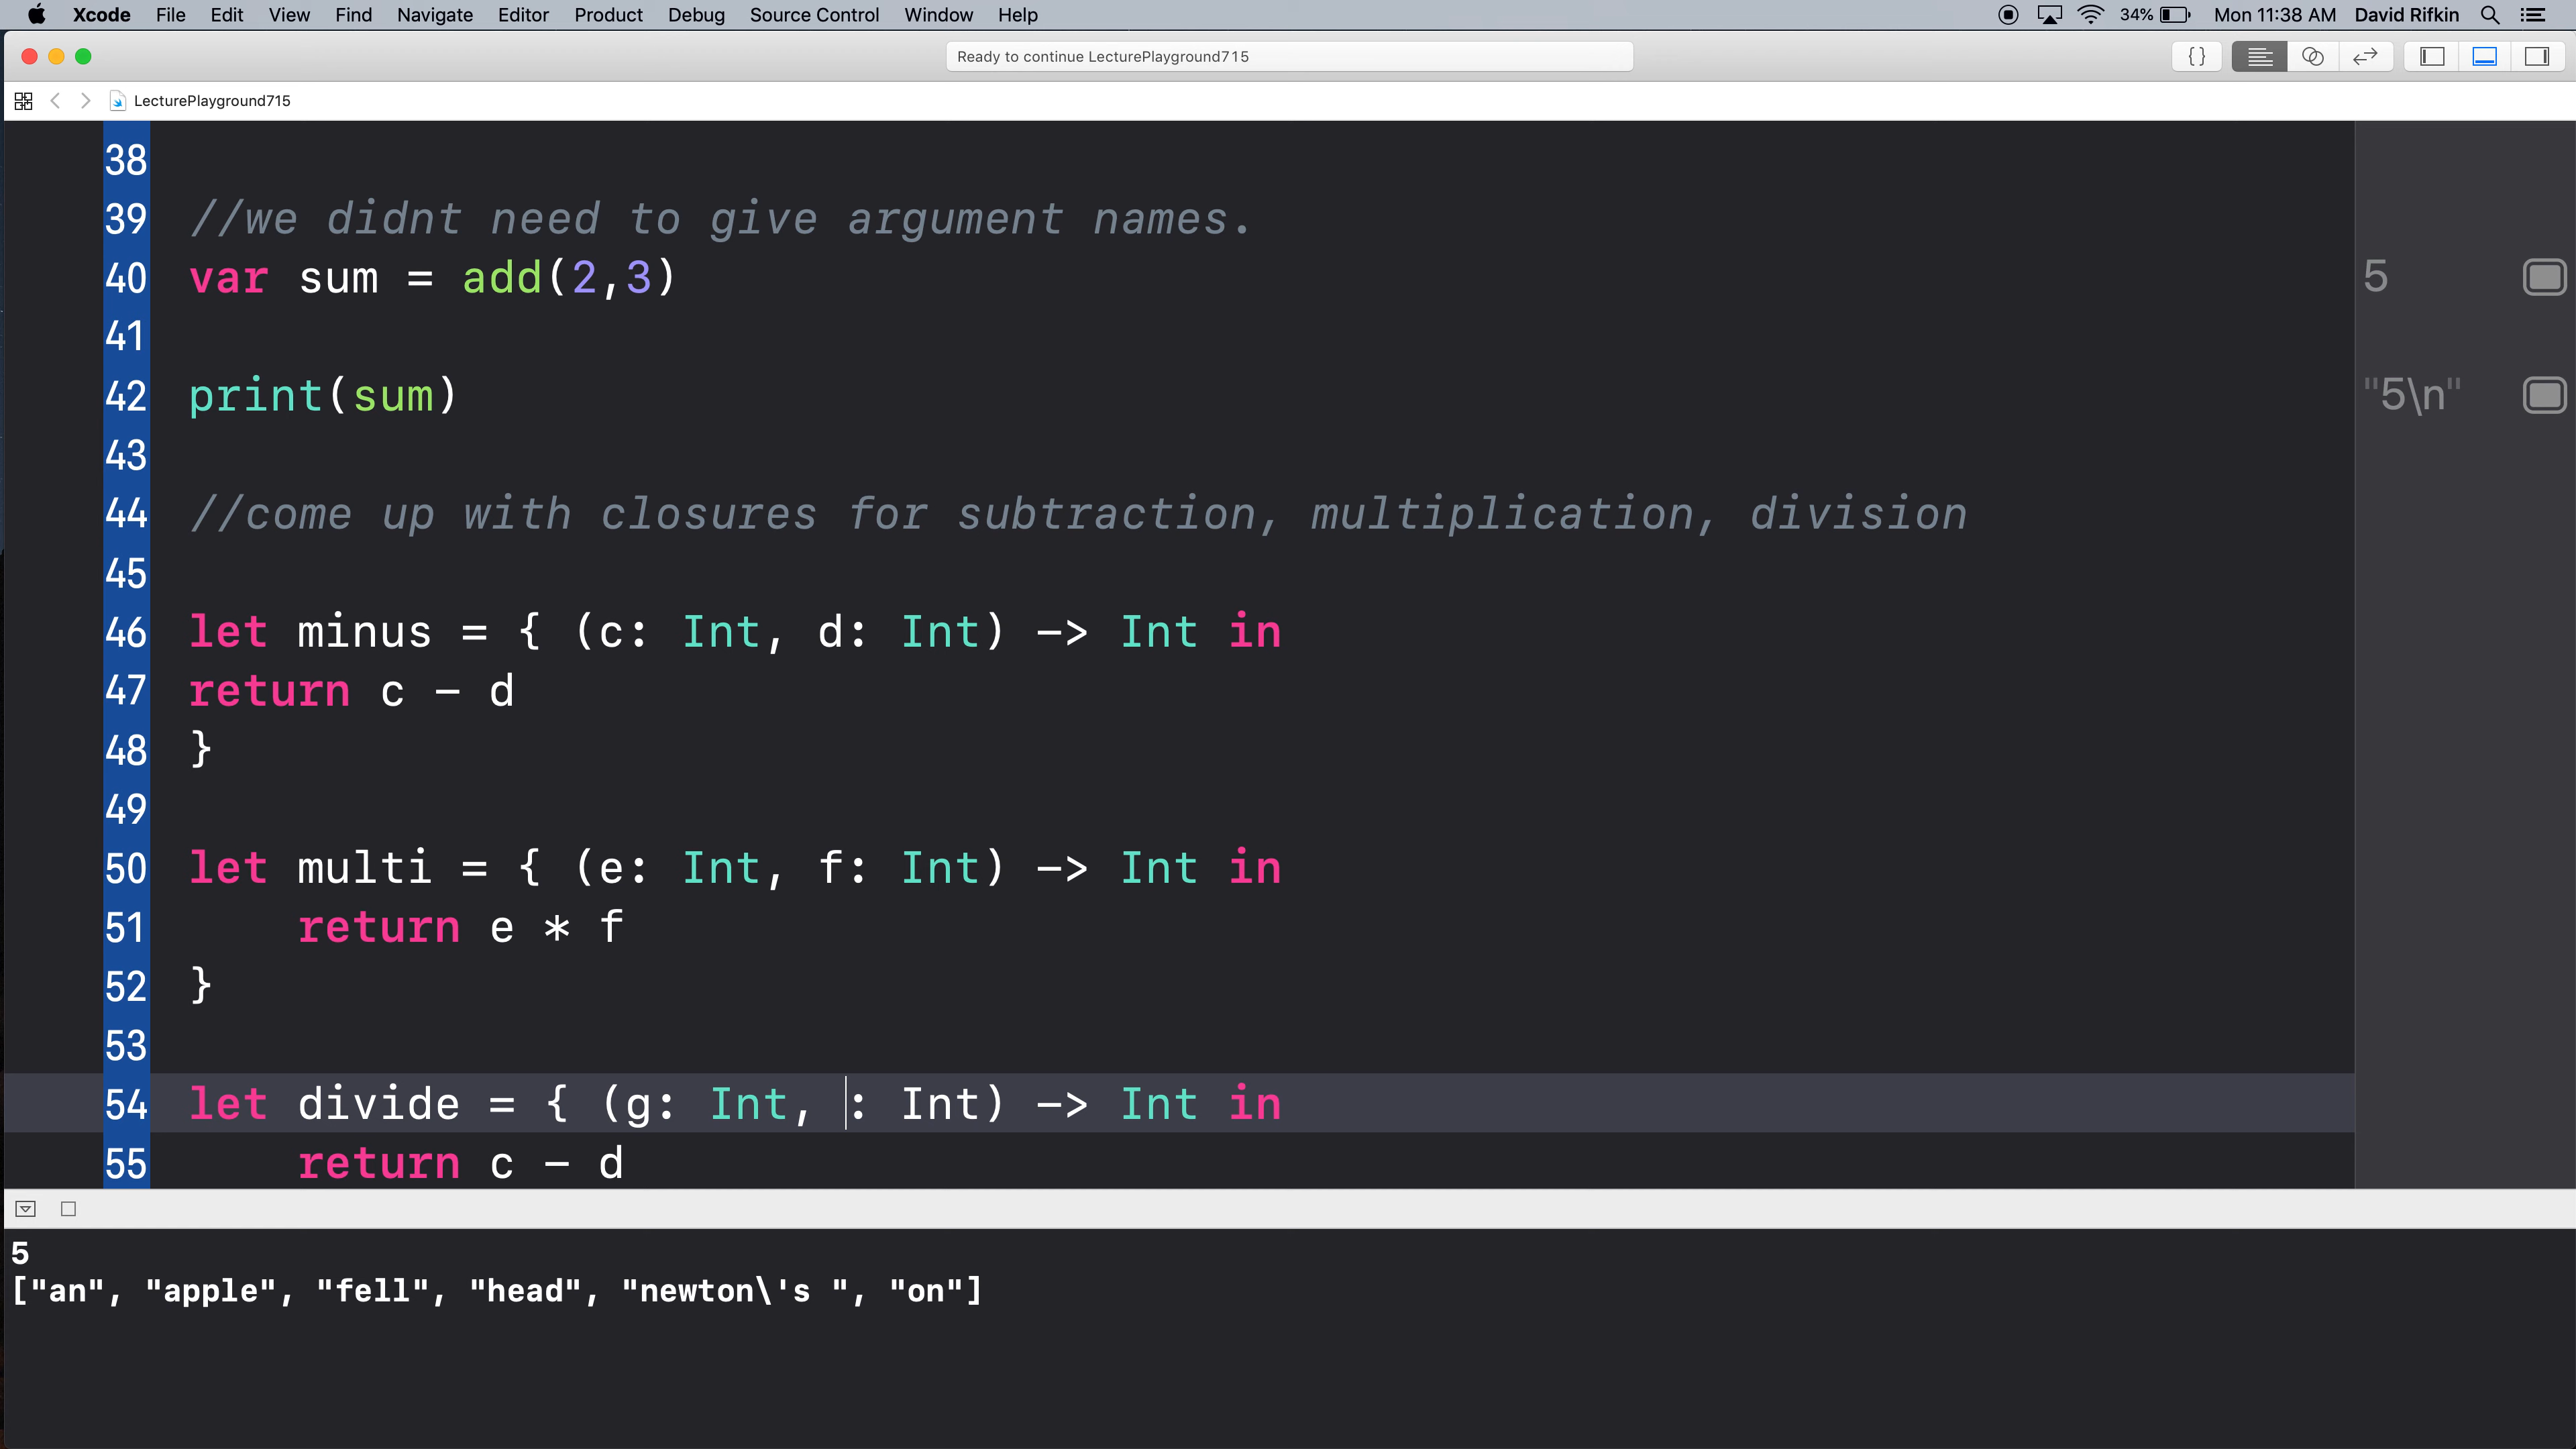 Xcode File Edit View Find Navigate Editor Product Debug Source Control Window Help 34% Mon 11:38 AM David Rifkin
Ready to continue LecturePlayground715 {}
LecturePlayground715
38
39 //we didnt need to give argument names.
40 var sum = add(2,3) 5
41
42 print(sum) "5\n"
43
44 //come up with closures for subtraction, multiplication, division
45
46 let minus = { (c: Int, d: Int) -> Int in
47 return c - d
48 }
49
50 let multi = { (e: Int, f: Int) -> Int in
51     return e * f
52 }
53
54 let divide = { (g: Int, : Int) -> Int in
55     return c - d
5
["an", "apple", "fell", "head", "newton\'s ", "on"]